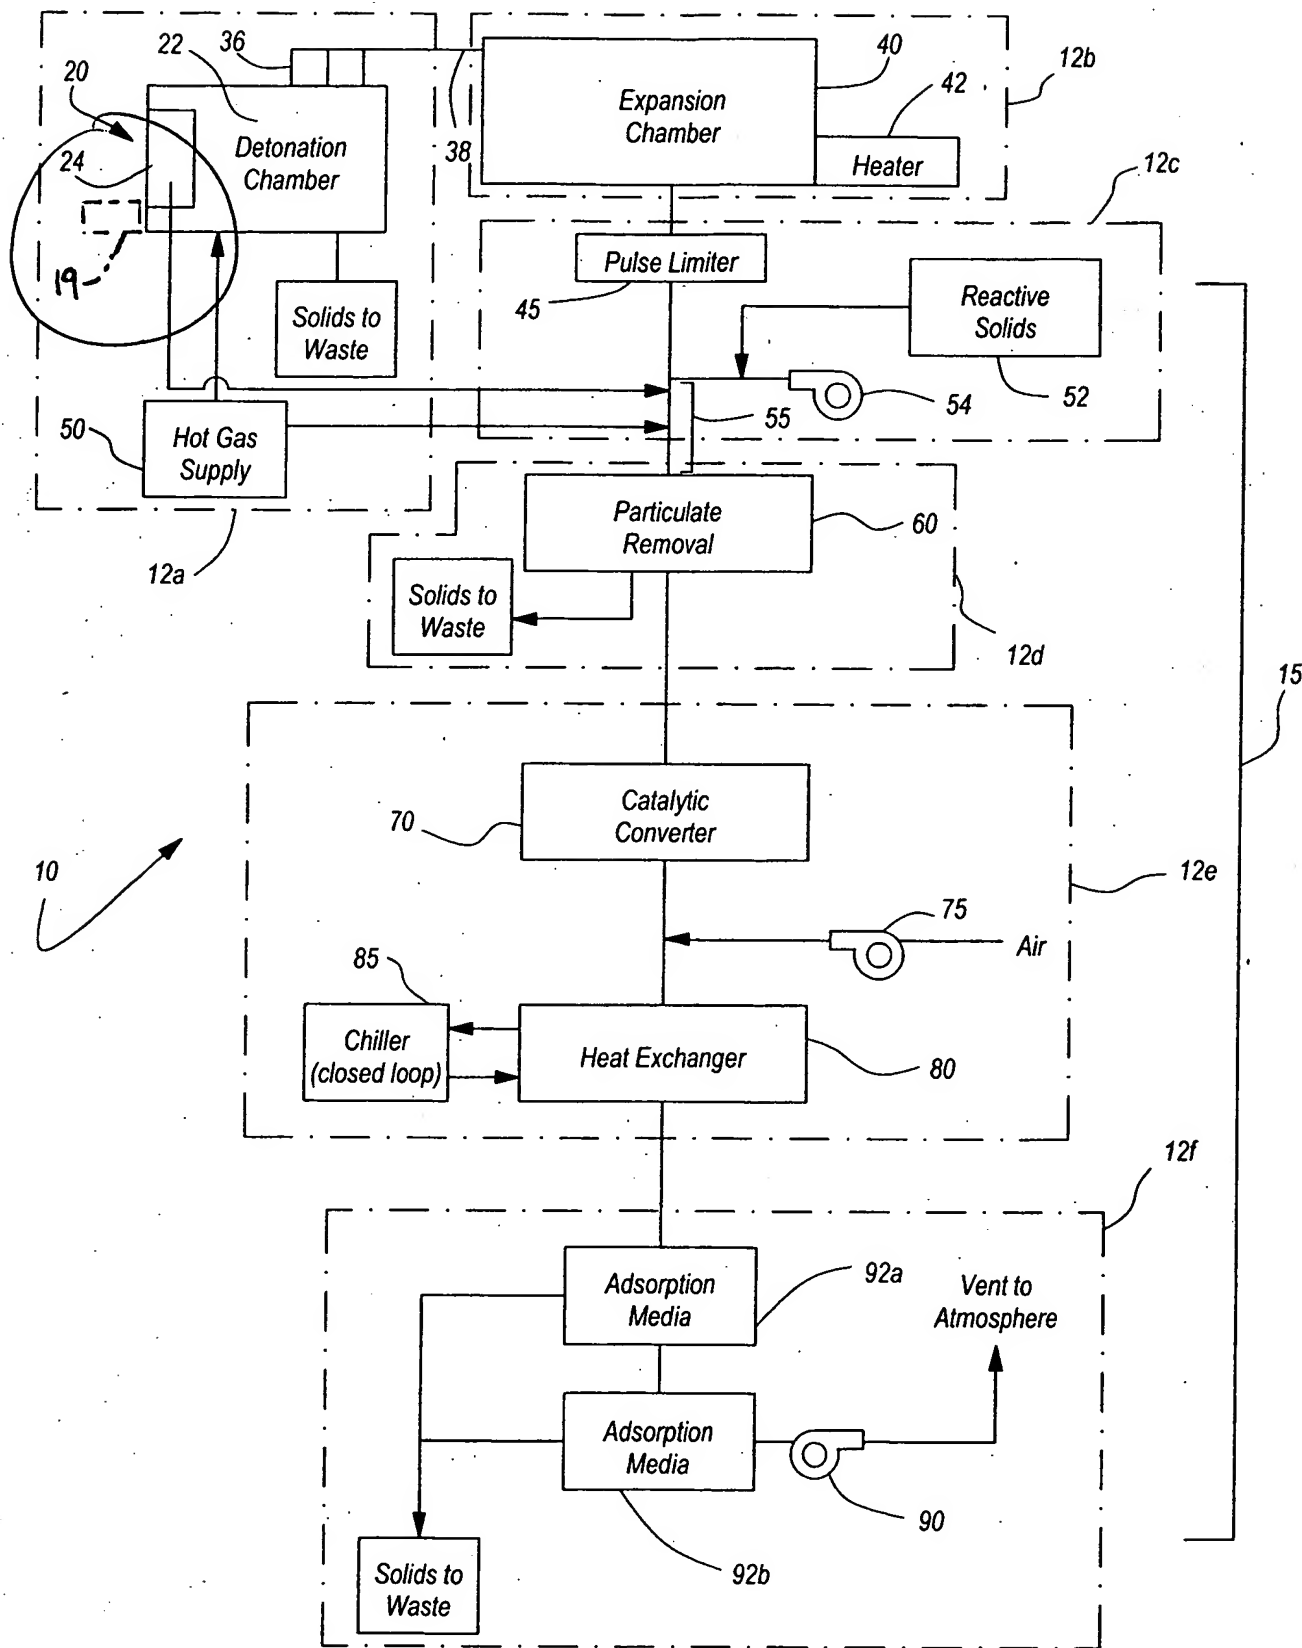 36
22
20
24
Detonation
Chamber
19
Solids to
Waste
50
Hot Gas
Supply
12a
38
Expansion
Chamber
40
42
Heater
12b
12c
Pulse Limiter
45
Reactive
Solids
52
54
55
Particulate
Removal
60
Solids to
Waste
12d
15
Catalytic
Converter
70
12e
10
75
Air
85
Chiller
(closed loop)
Heat Exchanger
80
12f
Adsorption
Media
92a
Vent to
Atmosphere
Adsorption
Media
90
92b
Solids to
Waste